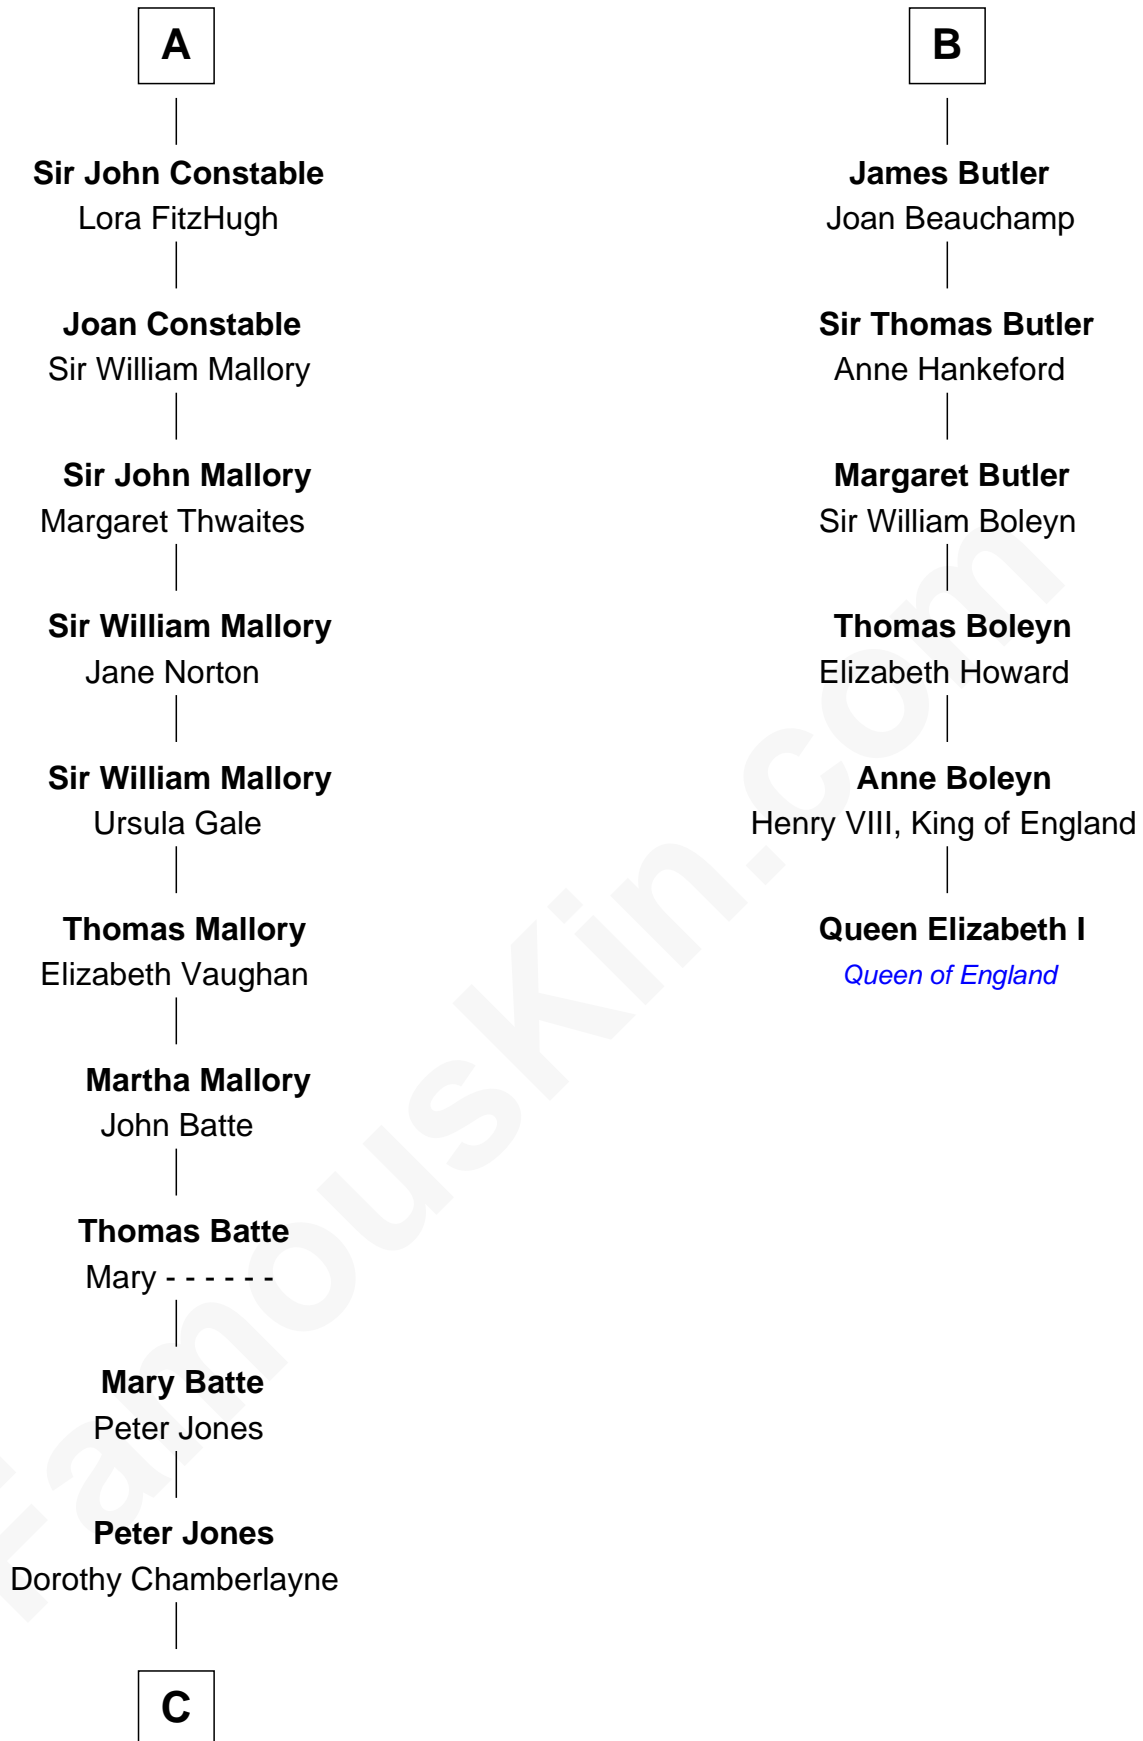 A
Sir John Constable
Lora FitzHugh
Joan Constable
Sir William Mallory
Sir John Mallory
Margaret Thwaites
Sir William Mallory
Jane Norton
Sir William Mallory
Ursula Gale
Thomas Mallory
Elizabeth Vaughan
Martha Mallory
John Batte
Thomas Batte
Mary - - - - - -
Mary Batte
Peter Jones
Peter Jones
Dorothy Chamberlayne
C
B
James Butler
Joan Beauchamp
Sir Thomas Butler
Anne Hankeford
Margaret Butler
Sir William Boleyn
Thomas Boleyn
Elizabeth Howard
Anne Boleyn
Henry VIII, King of England
Queen Elizabeth I
Queen of England
FamousKin.com